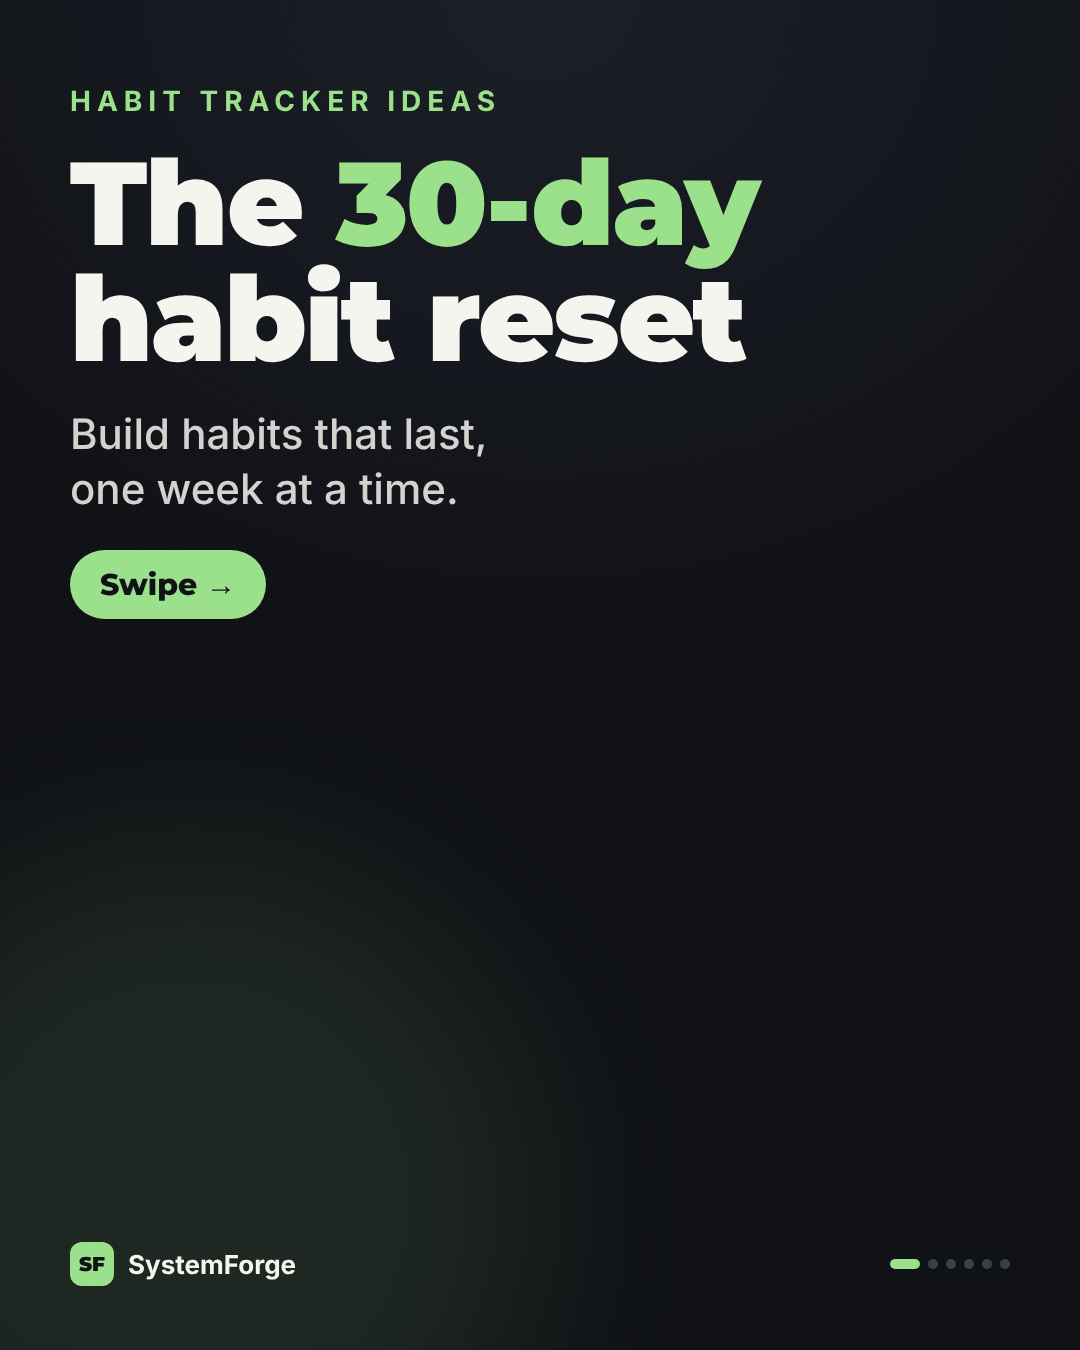 HABIT TRACKER IDEAS
The 30-day
habit reset
Build habits that last,
one week at a time.
Swipe →
SF SystemForge